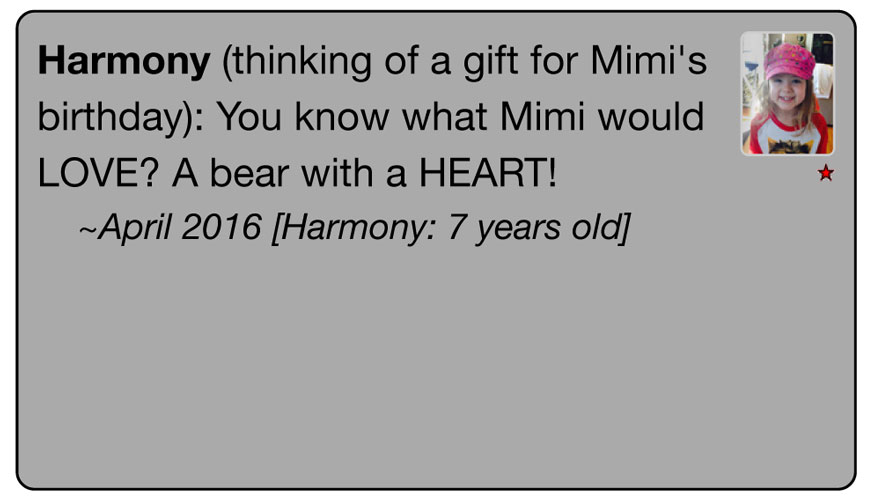 Harmony (thinking of a gift for Mimi's
birthday): You know what Mimi would
LOVE? A bear with a HEART!
~April 2016 [Harmony: 7 years old]